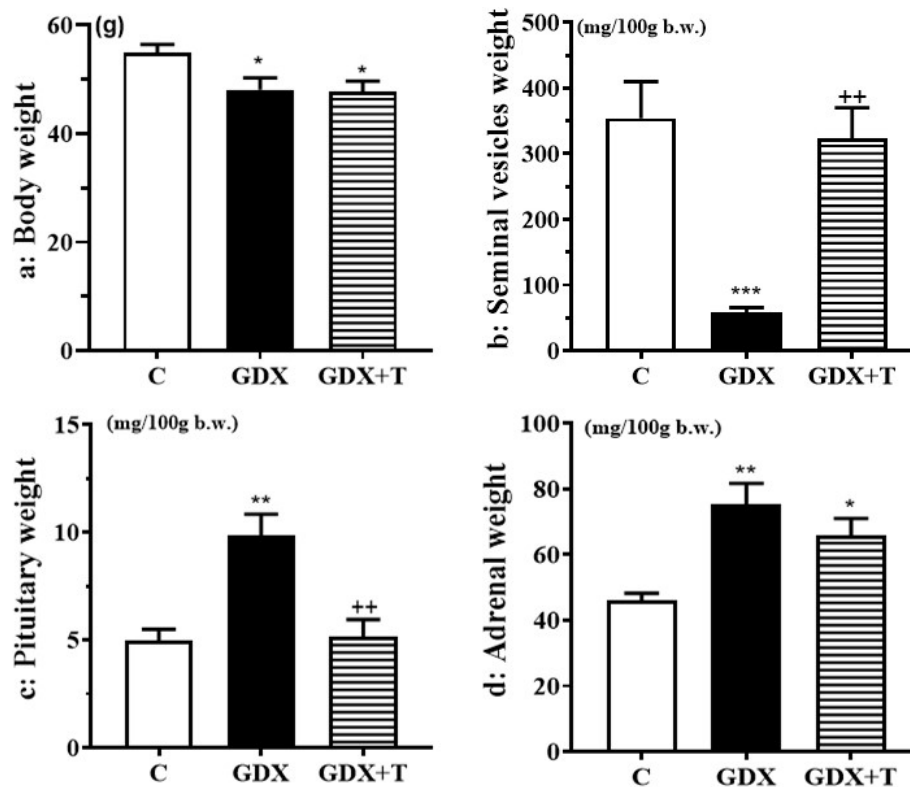 (g)
a: Body weight
60
40
20
0
*
*
C GDX GDX+T
(mg/100g b.w.)
b: Seminal vesicles weight
500
400
300
200
100
0
***
++
C GDX GDX+T
(mg/100g b.w.)
c: Pituitary weight
15
10
5
0
**
++
C GDX GDX+T
(mg/100g b.w.)
d: Adrenal weight
100
80
60
40
20
0
**
*
C GDX GDX+T